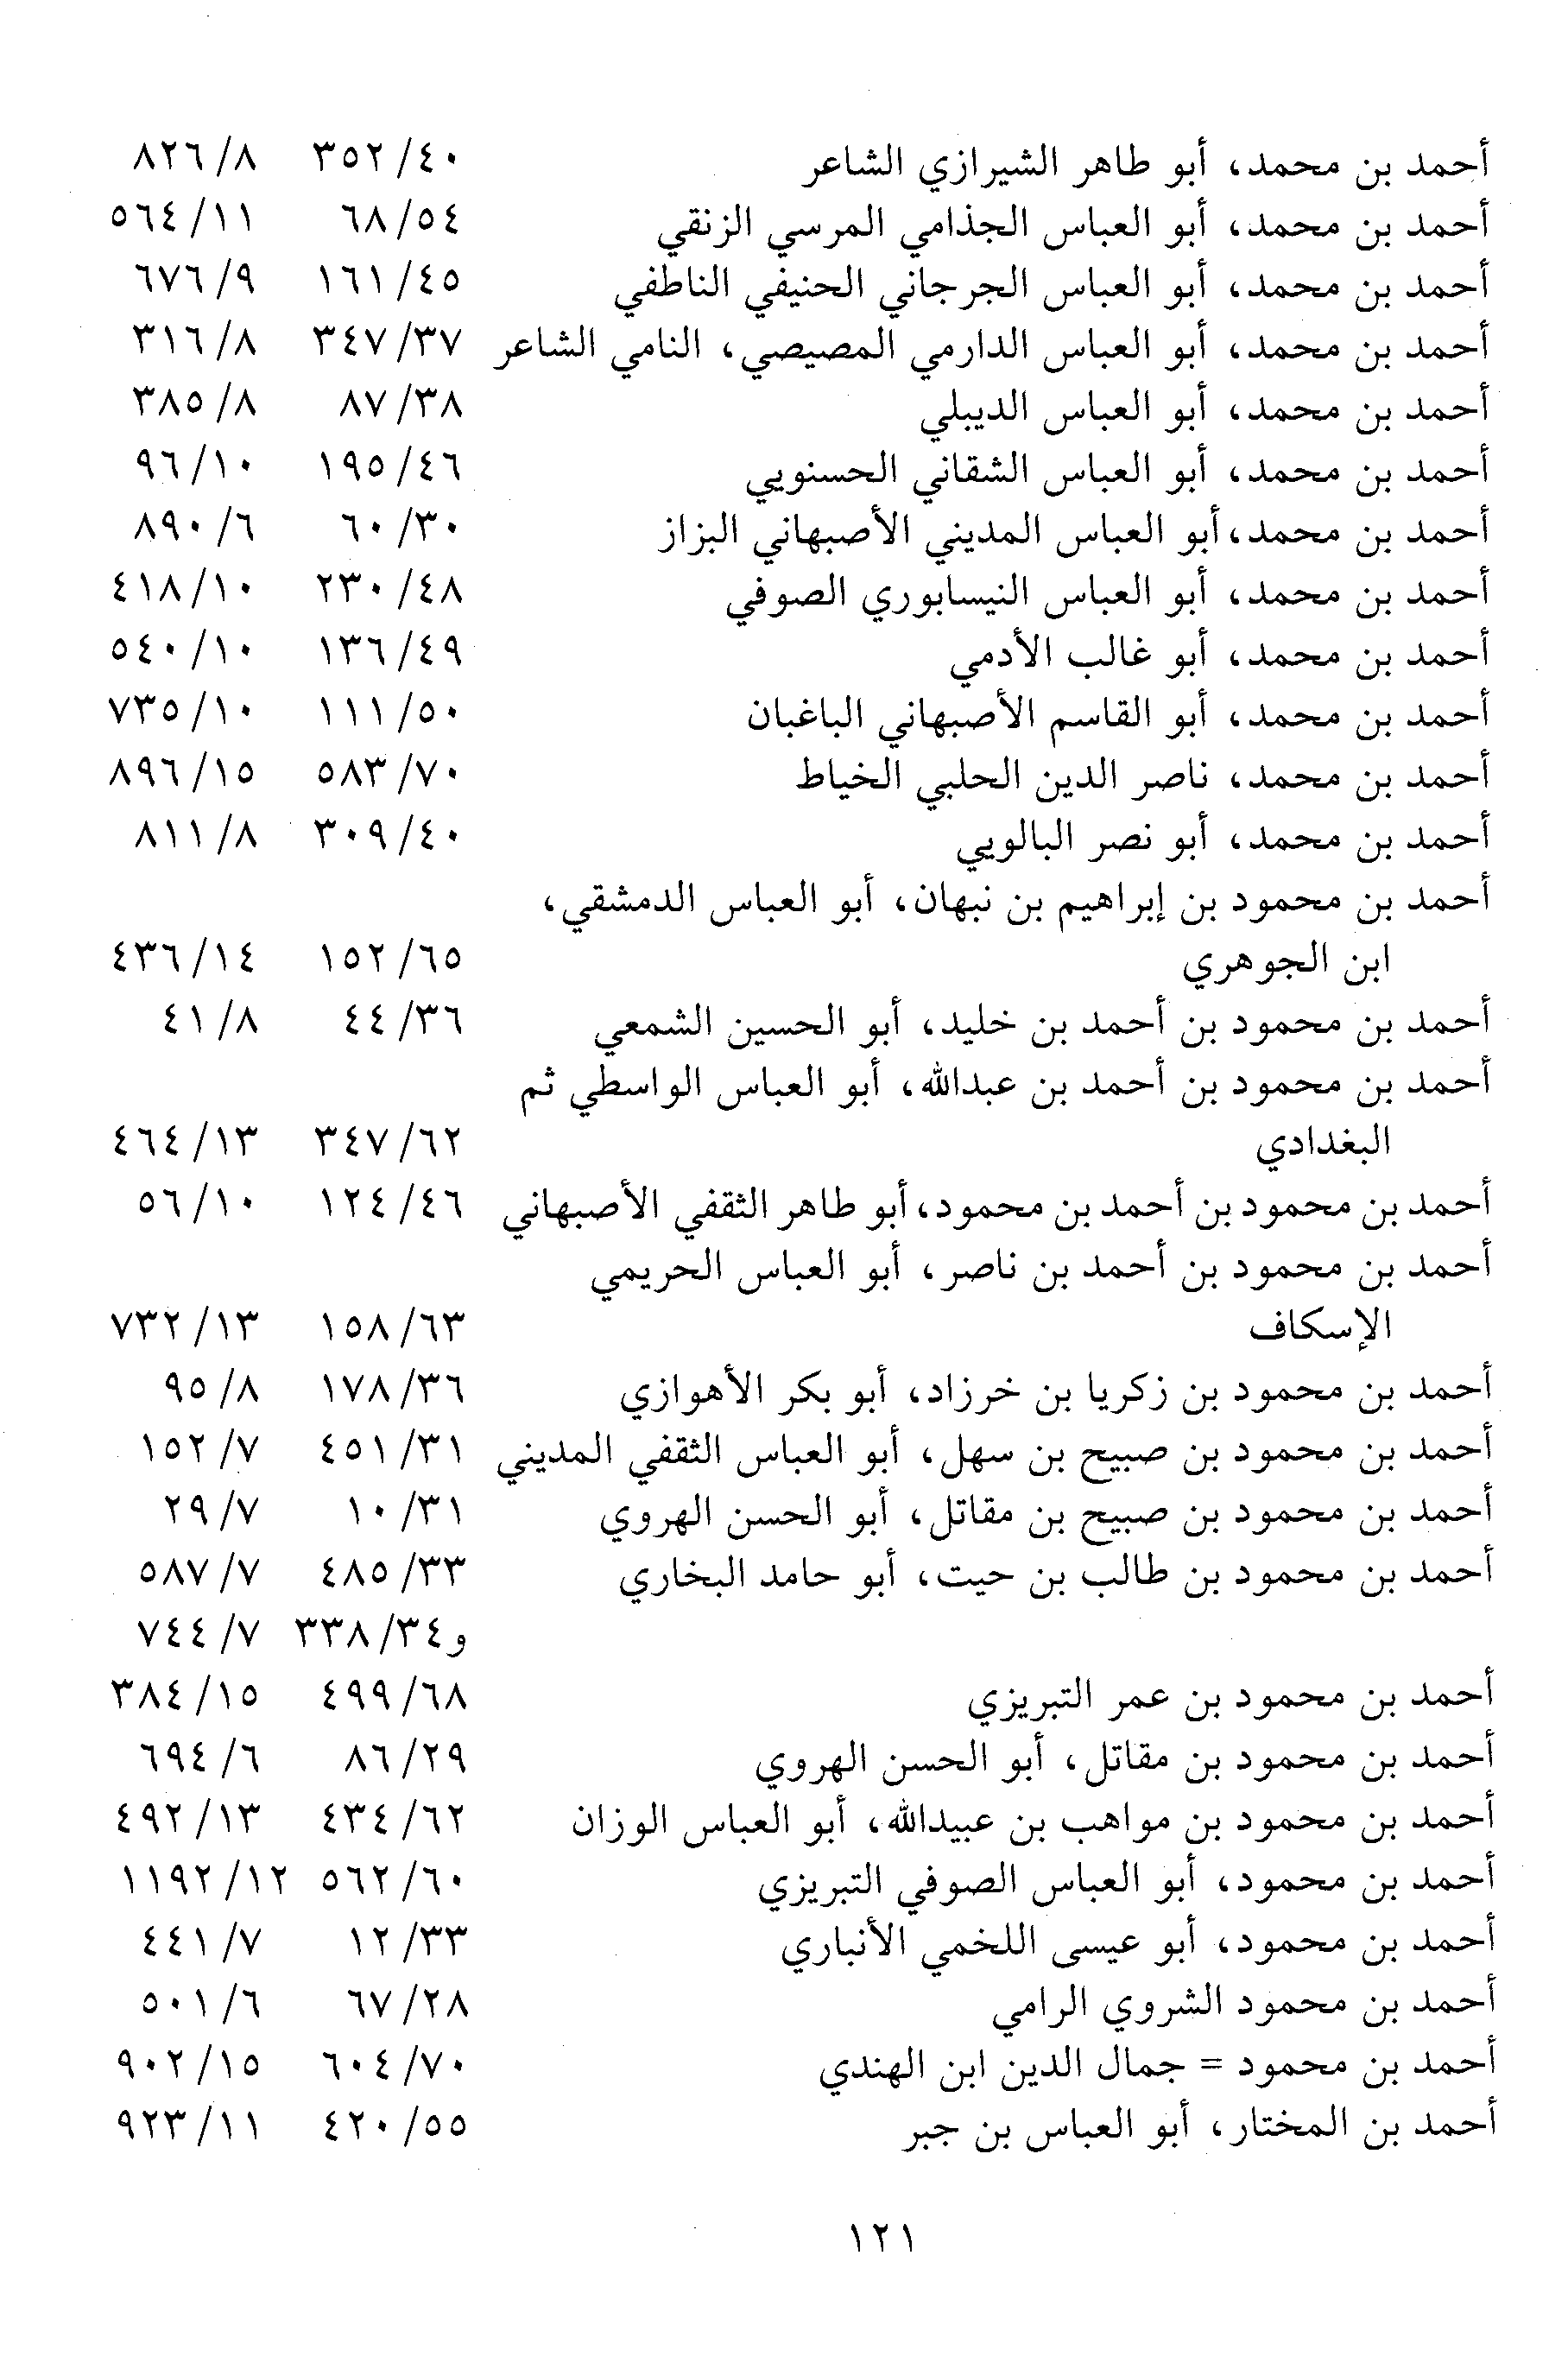 أحمد بن محمد، أبو طاهر الشيرازي الشاعر ٤٠/ ٣٥٢ ٨/ ٨٢٦
أحمد بن محمد، أبو العباس الجذامي المرسي الزنقي ٥٤/ ٦٨ ١١/ ٥٦٤
أحمد بن محمد، أبو العباس الجرجاني الحنيفي الناطفي ٤٥/ ١٦١ ٩/ ٦٧٦
أحمد بن محمد، أبو العباس الدارمي المصيصي، النامي الشاعر ٣٧/ ٣٤٧ ٨/ ٣١٦
أحمد بن محمد، أبو العباس الديبلي ٣٨/ ٨٧ ٨/ ٣٨٥
أحمد بن محمد، أبو العباس الشقاني الحسنويي ٤٦/ ١٩٥ ١٠/ ٩٦
أحمد بن محمد، أبو العباس المديني الأصبهاني البزاز ٣٠/ ٦٠ ٦/ ٨٩٠
أحمد بن محمد، أبو العباس النيسابوري الصوفي ٤٨/ ٢٣٠ ١٠/ ٤١٨
أحمد بن محمد، أبو غالب الأدمي ٤٩/ ١٣٦ ١٠/ ٥٤٠
أحمد بن محمد، أبو القاسم الأصبهاني الباغبان ٥٠/ ١١١ ١٠/ ٧٣٥
أحمد بن محمد، ناصر الدين الحلبي الخياط ٧٠/ ٥٨٣ ١٥/ ٨٩٦
أحمد بن محمد، أبو نصر البالويي ٤٠/ ٣٠٩ ٨/ ٨١١
أحمد بن محمود بن إبراهيم بن نبهان، أبو العباس الدمشقي،
ابن الجوهري ٦٥/ ١٥٢ ١٤/ ٤٣٦
أحمد بن محمود بن أحمد بن خليد، أبو الحسين الشمعي ٣٦/ ٤٤ ٨/ ٤١
أحمد بن محمود بن أحمد بن عبدالله، أبو العباس الواسطي ثم
البغدادي ٦٢/ ٣٤٧ ١٣/ ٤٦٤
أحمد بن محمود بن أحمد بن محمود، أبو طاهر الثقفي الأصبهاني ٤٦/ ١٢٤ ١٠/ ٥٦
أحمد بن محمود بن أحمد بن ناصر، أبو العباس الحريمي
الإسكاف ٦٣/ ١٥٨ ١٣/ ٧٣٢
أحمد بن محمود بن زكريا بن خرزاد، أبو بكر الأهوازي ٣٦/ ١٧٨ ٨/ ٩٥
أحمد بن محمود بن صبيح بن سهل، أبو العباس الثقفي المديني ٣١/ ٤٥١ ٧/ ١٥٢
أحمد بن محمود بن صبيح بن مقاتل، أبو الحسن الهروي ٣١/ ١٠ ٧/ ٢٩
أحمد بن محمود بن طالب بن حيت، أبو حامد البخاري ٣٣/ ٤٨٥ ٧/ ٥٨٧
و٣٤/ ٣٣٨ ٧/ ٧٤٤
أحمد بن محمود بن عمر التبريزي ٦٨/ ٤٩٩ ١٥/ ٣٨٤
أحمد بن محمود بن مقاتل، أبو الحسن الهروي ٢٩/ ٨٦ ٦/ ٦٩٤
أحمد بن محمود بن مواهب بن عبيدالله، أبو العباس الوزان ٦٢/ ٤٣٤ ١٣/ ٤٩٢
أحمد بن محمود، أبو العباس الصوفي التبريزي ٦٠/ ٥٦٢ ١٢/ ١١٩٢
أحمد بن محمود، أبو عيسى اللخمي الأنباري ٣٣/ ١٢ ٧/ ٤٤١
أحمد بن محمود الشروي الرامي ٢٨/ ٦٧ ٦/ ٥٠١
أحمد بن محمود = جمال الدين ابن الهندي ٧٠/ ٦٠٤ ١٥/ ٩٠٢
أحمد بن المختار، أبو العباس بن جبر ٥٥/ ٤٢٠ ١١/ ٩٢٣
١٢١